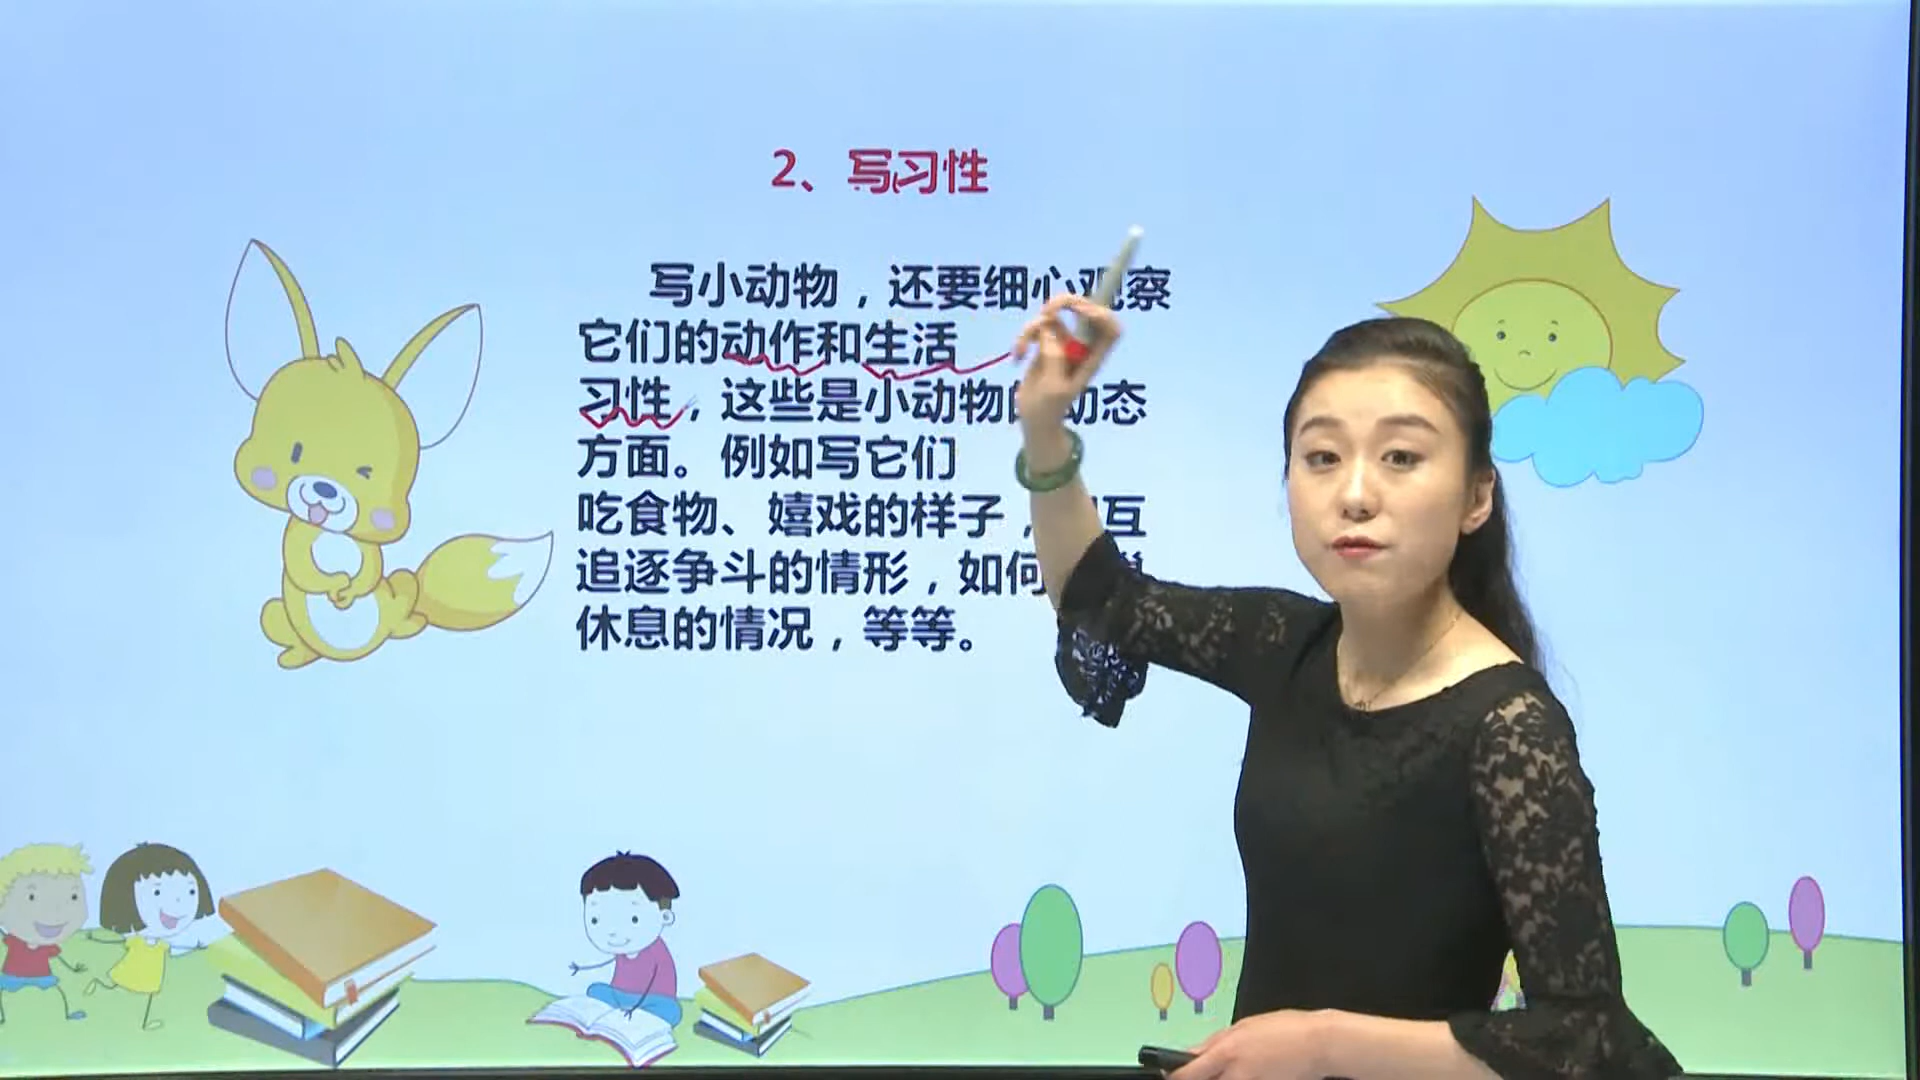 2、写习性
写小动物，还要细心观察
它们的动作和生活
习性，这些是小动物的动态
方面。例如写它们
吃食物、嬉戏的样子，互
追逐争斗的情形，如何
休息的情况，等等。